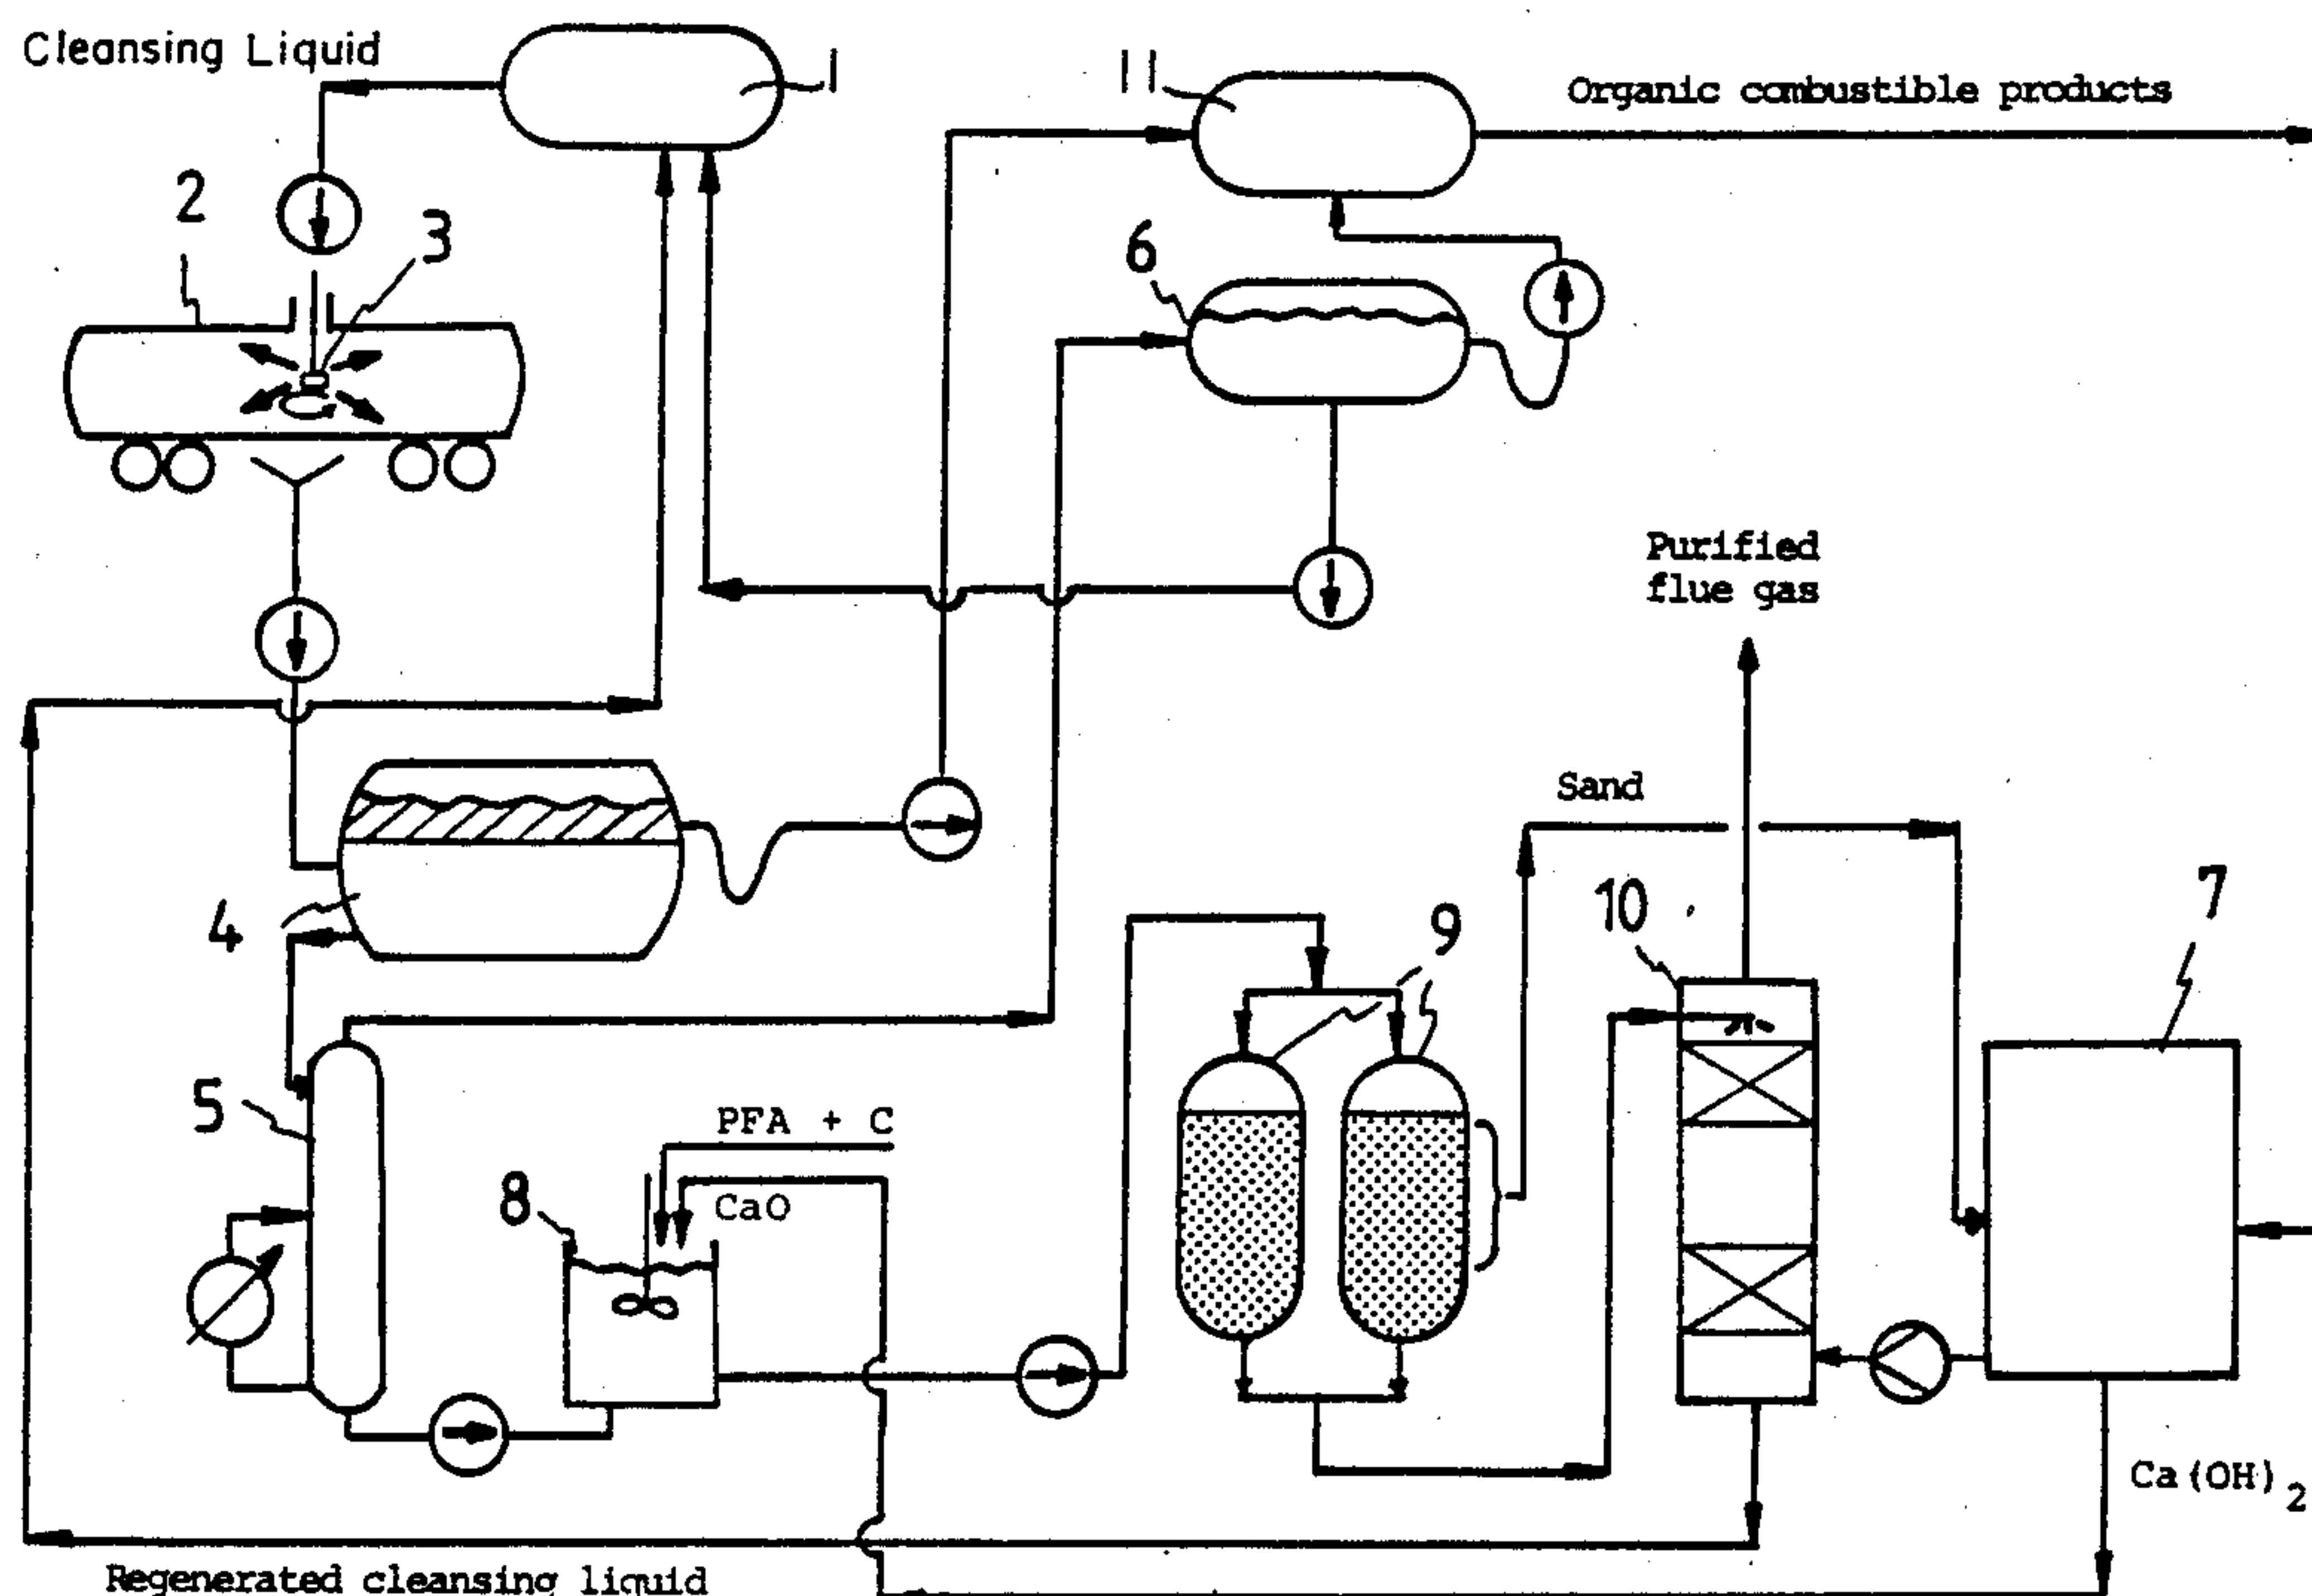 Cleansing Liquid
1
11
Organic combustible products
2
3
6
Purified
flue gas
Sand
4
9
10
7
5
PFA + C
CaO
8
Ca(OH)2
Regenerated cleansing liquid